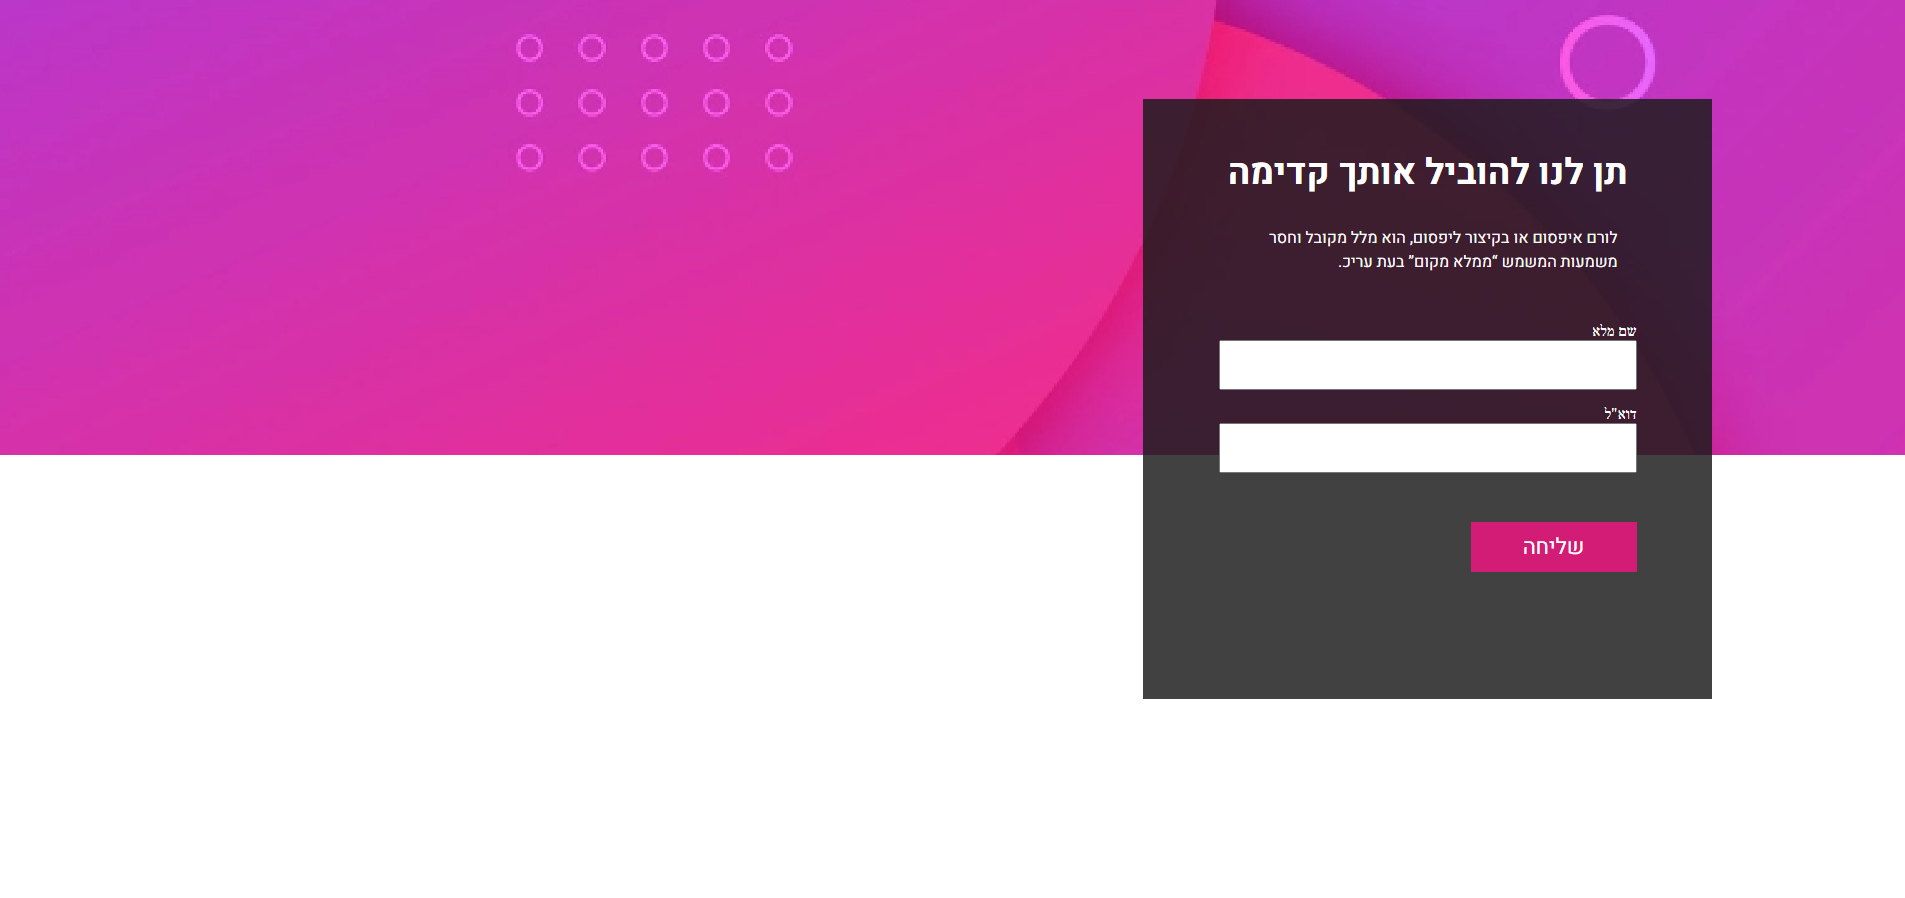 תן לנו להוביל אותך קדימה
לורם איפסום או בקיצור ליפסום, הוא מלל מקובל וחסר
משמעות המשמש “ממלא מקום” בעת עריכ.
שם מלא
דוא"ל
שליחה